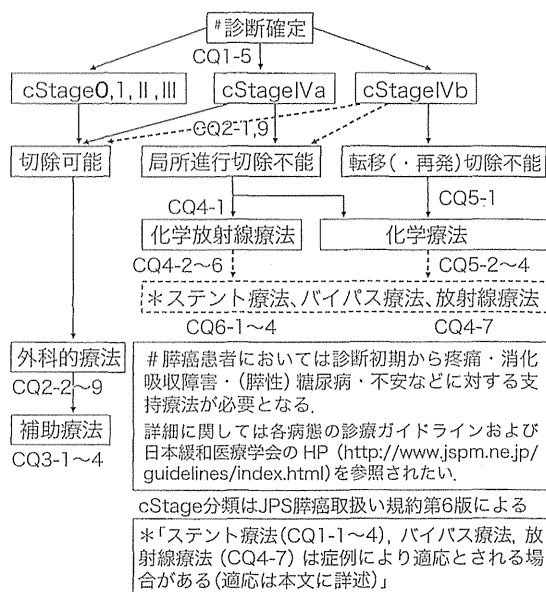 #診断確定
CQ1-5
cStage0,I,II,III
cStageIVa
cStageIVb
CQ2-1,9
切除可能
局所進行切除不能
転移(・再発)切除不能
CQ4-1
CQ5-1
化学放射線療法
化学療法
CQ4-2〜6
CQ5-2〜4
*ステント療法、バイパス療法、放射線療法
CQ6-1〜4
CQ4-7
外科的療法
CQ2-2〜9
補助療法
CQ3-1〜4
#膵癌患者においては診断初期から疼痛・消化
吸収障害・(膵性)糖尿病・不安などに対する支
持療法が必要となる.
詳細に関しては各病態の診療ガイドラインおよび
日本緩和医療学会のHP (http://www.jspm.ne.jp/
guidelines/index.html)を参照されたい.
cStage分類はJPS膵癌取扱い規約第6版による
*「ステント療法(CQ1-1〜4), バイパス療法, 放
射線療法(CQ4-7)は症例により適応とされる場
合がある(適応は本文に詳述)」